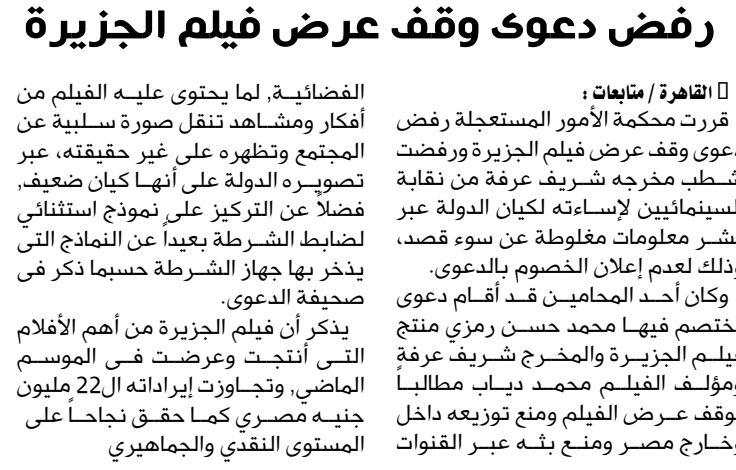 رفض دعوى وقف عرض فيلم الجزيرة
القاهرة / متابعات :
قررت محكمة الأمور المستعجلة رفض
دعوى وقف عرض فيلم الجزيرة ورفضت
شطب مخرجه شريف عرفة من نقابة
السينمائيين لإساءته لكيان الدولة عبر
نشر معلومات مغلوطة عن سوء قصد،
وذلك لعدم إعلان الخصوم بالدعوى.
وكان أحد المحامين قد أقام دعوى
يختصم فيها محمد حسن رمزي منتج
فيلم الجزيرة والمخرج شريف عرفة
ومؤلف الفيلم محمد دياب مطالباً
بوقف عرض الفيلم ومنع توزيعه داخل
وخارج مصر ومنع بثه عبر القنوات
الفضائية, لما يحتوى عليه الفيلم من
أفكار ومشاهد تنقل صورة سلبية عن
المجتمع وتظهره على غير حقيقته، عبر
تصويره الدولة على أنها كيان ضعيف,
فضلاً عن التركيز على نموذج استثنائي
لضابط الشرطة بعيداً عن النماذج التى
يذخر بها جهاز الشرطة حسبما ذكر فى
صحيفة الدعوى.
يذكر أن فيلم الجزيرة من أهم الأفلام
التى أنتجت وعرضت فى الموسم
الماضي, وتجاوزت إيراداته ال22 مليون
جنيه مصري كما حقق نجاحاً على
المستوى النقدي والجماهيري